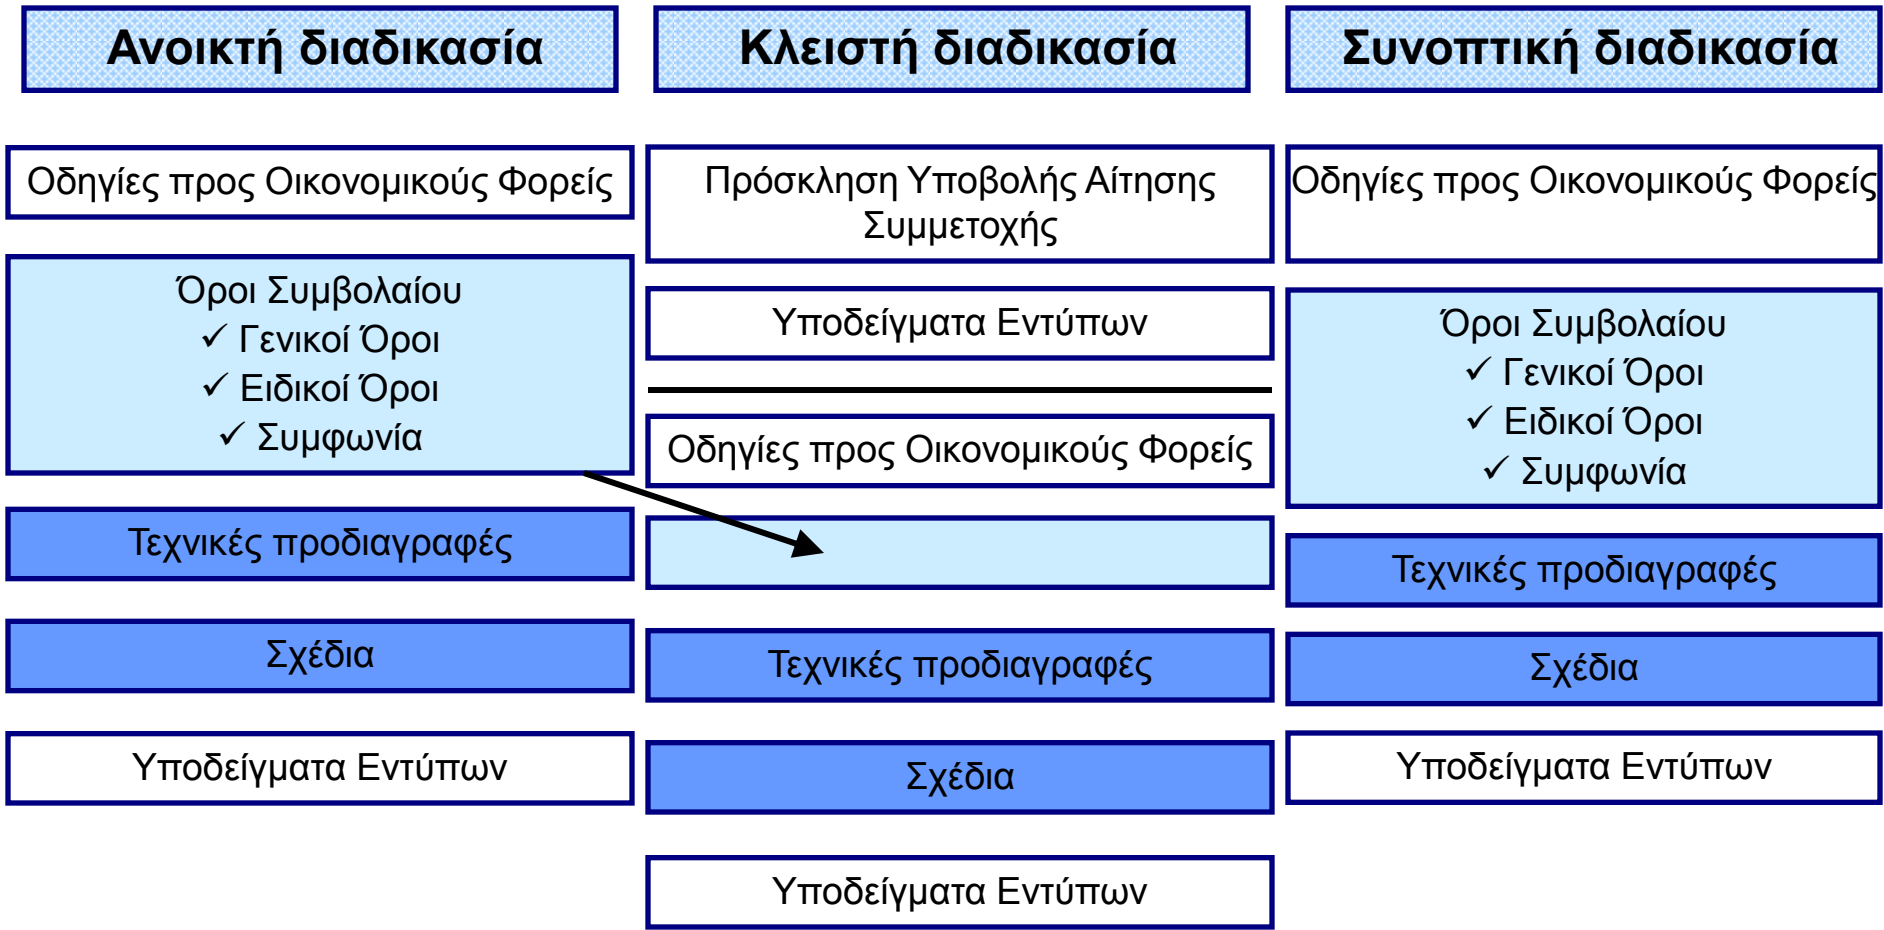 Ανοικτή διαδικασία
Οδηγίες προς Οικονομικούς Φορείς
Όροι Συμβολαίου
✓ Γενικοί Όροι
✓ Ειδικοί Όροι
✓ Συμφωνία
Τεχνικές προδιαγραφές
Σχέδια
Υποδείγματα Εντύπων
Κλειστή διαδικασία
Πρόσκληση Υποβολής Αίτησης
Συμμετοχής
Υποδείγματα Εντύπων
Οδηγίες προς Οικονομικούς Φορείς
Τεχνικές προδιαγραφές
Σχέδια
Υποδείγματα Εντύπων
Συνοπτική διαδικασία
Οδηγίες προς Οικονομικούς Φορείς
Όροι Συμβολαίου
✓ Γενικοί Όροι
✓ Ειδικοί Όροι
✓ Συμφωνία
Τεχνικές προδιαγραφές
Σχέδια
Υποδείγματα Εντύπων